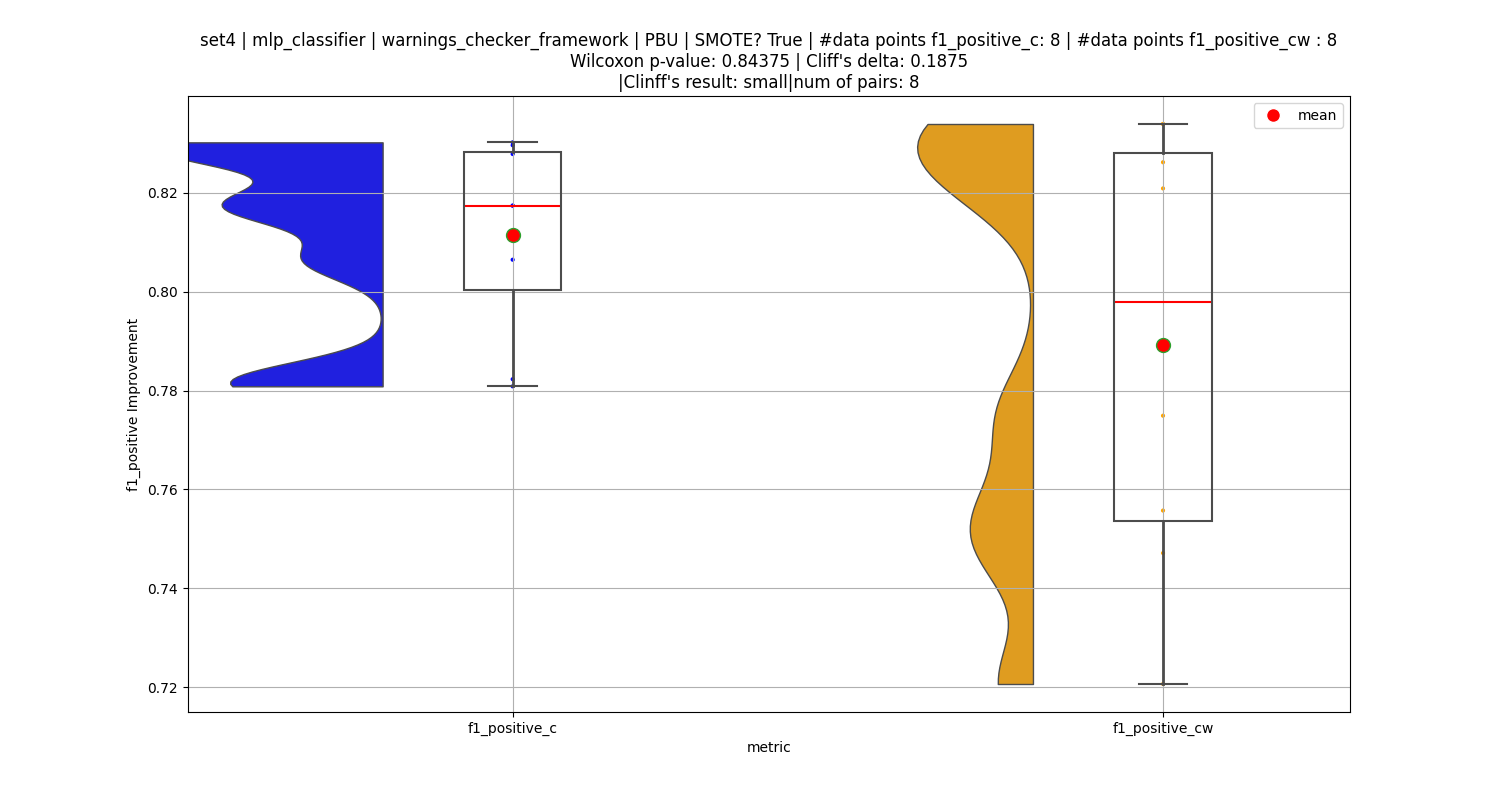 set4 | mlp_classifier | warnings_checker_framework | PBU | SMOTE? True | #data points f1_positive_c: 8 | #data points f1_positive_cw : 8
Wilcoxon p-value: 0.84375 | Cliff's delta: 0.1875
|Clinff's result: small|num of pairs: 8
mean
0.82
0.80
0.78
0.76
0.74
0.72
f1_positive Improvement
f1_positive_c
f1_positive_cw
metric